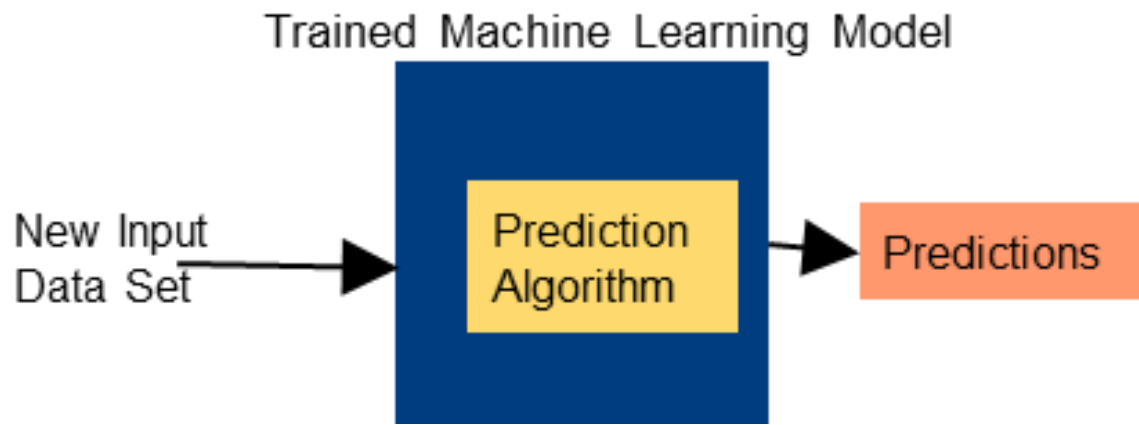 Trained Machine Learning Model
New Input
Data Set
Prediction
Algorithm
Predictions